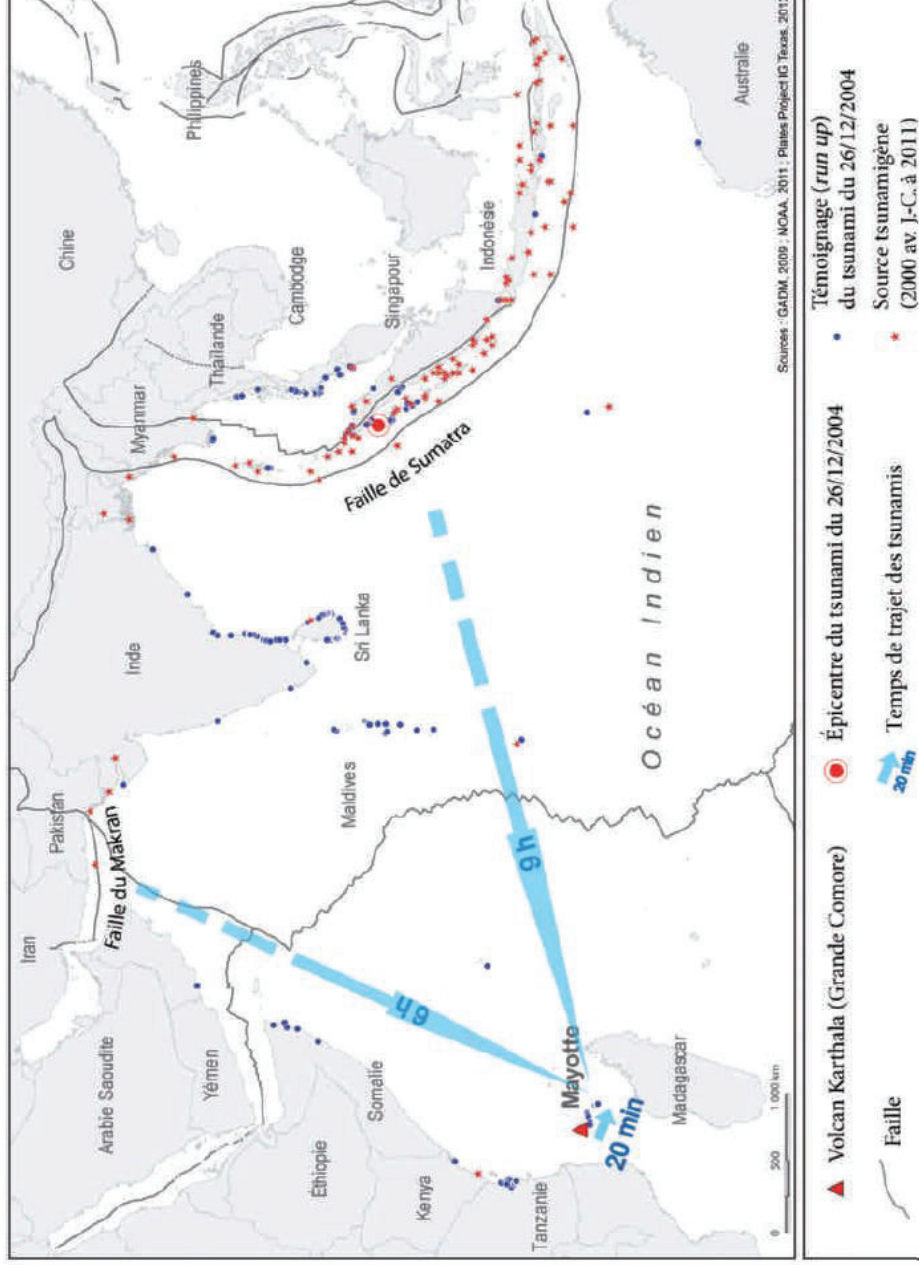 Chine
Iran
Pakistan
Philippines
Arabie Saoudite
Faille du Makran
Inde
Myanmar
Thaïlande
Yémen
Cambodge
Éthiopie
Somalie
Maldives
Sri Lanka
Singapour
Faille de Sumatra
Indonésie
Kenya
6 h
9 h
Tanzanie
Mayotte
20 min
Océan Indien
Madagascar
Australie
0 500 1 000 km
Sources : GADM, 2009 ; NOAA, 2011 ; Plates Project IG Texas,
Volcan Karthala (Grande Comore)
Faille
Épicentre du tsunami du 26/12/2004
20 min
Temps de trajet des tsunamis
Témoignage (run up)
du tsunami du 26/12/2004
Source tsunamigène
(2000 av. J.-C. à 2011)